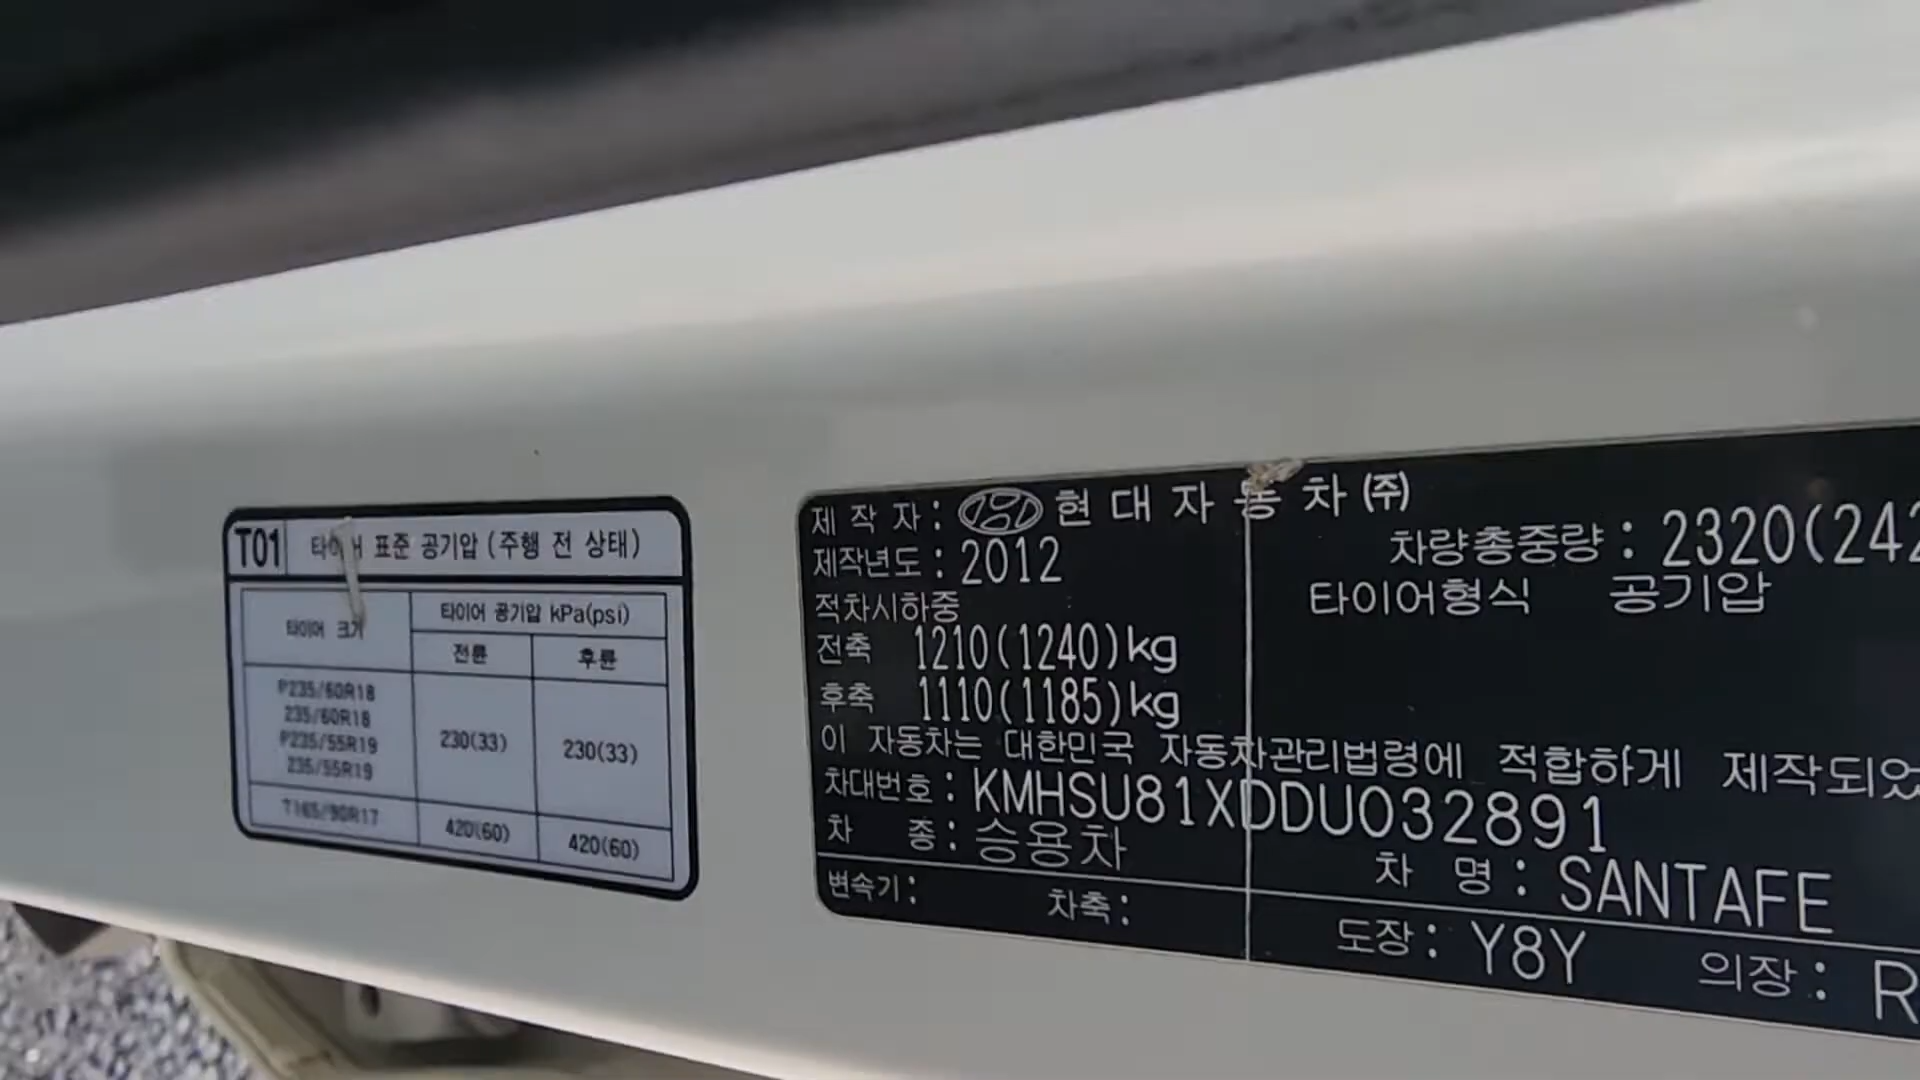 T01 타이어 표준 공기압 (주행 전 상태)
타이어 크기
타이어 공기압 kPa(psi)
전륜
후륜
P235/60R18
235/60R18
P235/55R19
235/55R19
230(33)
230(33)
T165/90R17
420(60)
420(60)
제 작 자 : 현 대 자 동 차 (주)
제작년도 : 2012
차량총중량 : 2320(242
적차시하중
타이어형식 공기압
전축 1210(1240)kg
후축 1110(1185)kg
이 자동차는 대한민국 자동차관리법령에 적합하게 제작되었
차대번호 : KMHSU81XDDU032891
차 종 : 승용차
차 명 : SANTAFE
변속기 :
차축 :
도장 : Y8Y
의장 : R